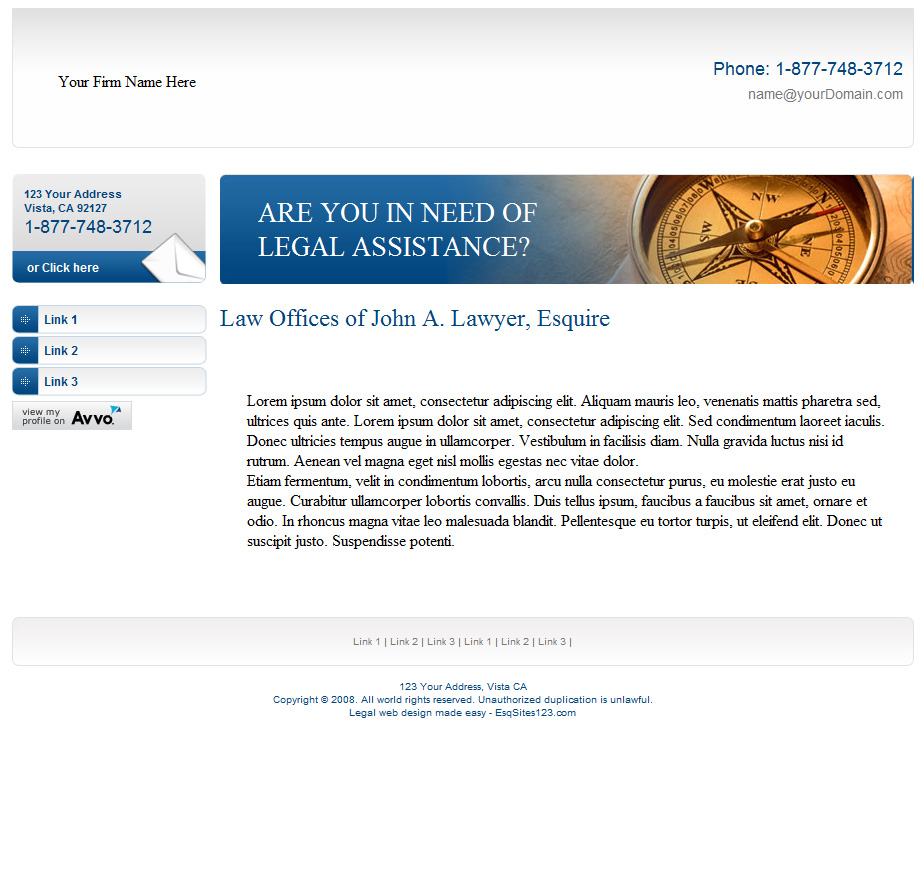 Your Firm Name Here
Phone: 1-877-748-3712
name@yourDomain.com
123 Your Address
Vista, CA 92127
1-877-748-3712
or Click here
ARE YOU IN NEED OF
LEGAL ASSISTANCE?
NW
N
W
SW
S
Link 1
Link 2
Link 3
view my
profile on Avvo.
Law Offices of John A. Lawyer, Esquire
Lorem ipsum dolor sit amet, consectetur adipiscing elit. Aliquam mauris leo, venenatis mattis pharetra sed,
ultrices quis ante. Lorem ipsum dolor sit amet, consectetur adipiscing elit. Sed condimentum laoreet iaculis.
Donec ultricies tempus augue in ullamcorper. Vestibulum in facilisis diam. Nulla gravida luctus nisi id
rutrum. Aenean vel magna eget nisl mollis egestas nec vitae dolor.
Etiam fermentum, velit in condimentum lobortis, arcu nulla consectetur purus, eu molestie erat justo eu
augue. Curabitur ullamcorper lobortis convallis. Duis tellus ipsum, faucibus a faucibus sit amet, ornare et
odio. In rhoncus magna vitae leo malesuada blandit. Pellentesque eu tortor turpis, ut eleifend elit. Donec ut
suscipit justo. Suspendisse potenti.
Link 1 | Link 2 | Link 3 | Link 1 | Link 2 | Link 3 |
123 Your Address, Vista CA
Copyright © 2008. All world rights reserved. Unauthorized duplication is unlawful.
Legal web design made easy - EsqSites123.com